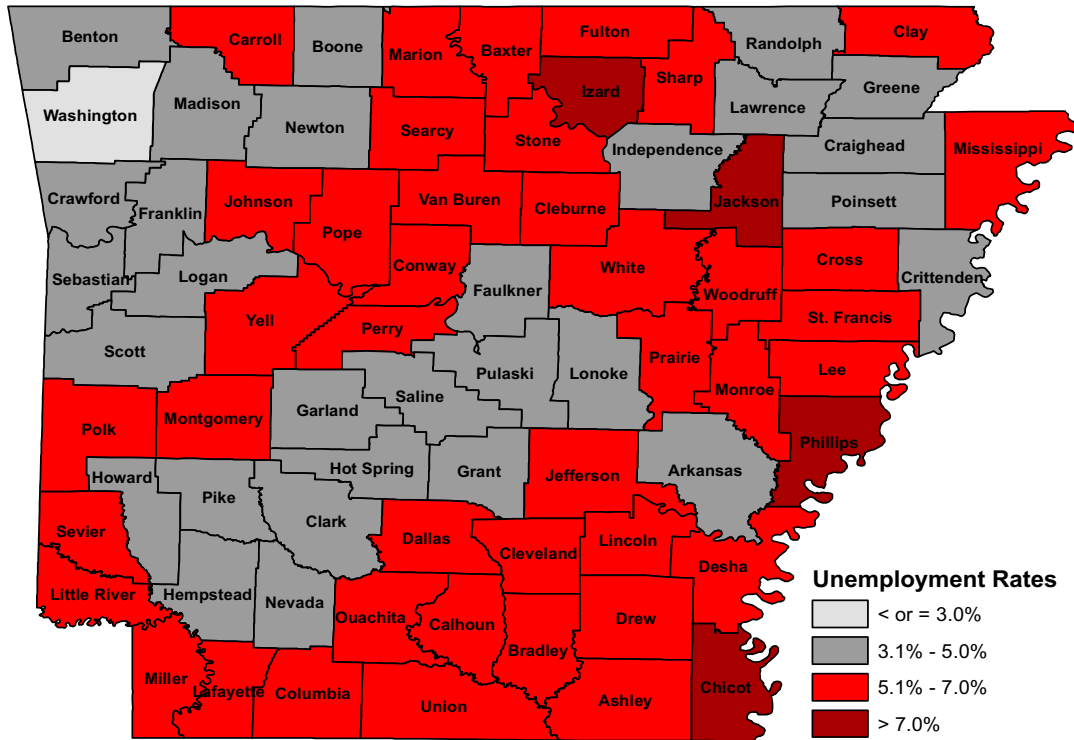 Benton
Carroll
Boone
Marion
Baxter
Fulton
Randolph
Clay
Washington
Madison
Newton
Searcy
Stone
Izard
Sharp
Lawrence
Greene
Independence
Craighead
Mississippi
Crawford
Franklin
Johnson
Pope
Van Buren
Cleburne
Jackson
Poinsett
Sebastian
Logan
Conway
Faulkner
White
Woodruff
Cross
Crittenden
Scott
Yell
Perry
Pulaski
Lonoke
Prairie
St. Francis
Monroe
Lee
Polk
Montgomery
Garland
Saline
Phillips
Howard
Pike
Hot Spring
Grant
Jefferson
Arkansas
Sevier
Clark
Dallas
Cleveland
Lincoln
Desha
Little River
Hempstead
Nevada
Ouachita
Calhoun
Bradley
Drew
Miller
Lafayette
Columbia
Union
Ashley
Chicot
Unemployment Rates
< or = 3.0%
3.1% - 5.0%
5.1% - 7.0%
> 7.0%